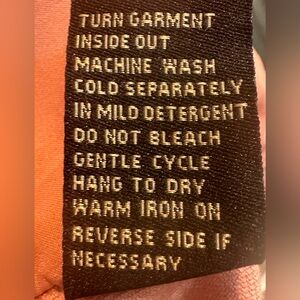 TURN GARMENT
INSIDE OUT
MACHINE WASH
COLD SEPARATELY
IN MILD DETERGENT
DO NOT BLEACH
GENTLE CYCLE
HANG TO DRY
WARM IRON ON
REVERSE SIDE IF
NECESSARY